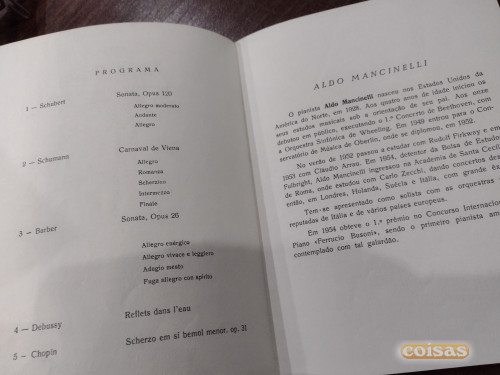 PROGRAMA
1 — Schubert
Sonata, Opus 120
Allegro moderato
Andante
Allegro
2 — Schumann
Carnaval de Viena
Allegro
Romanza
Scherzino
Intermezzo
Finale
3 — Barber
Sonata, Opus 26
Allegro enérgico
Allegro vivace e leggiero
Adagio mesto
Fuga allegro con spirito
4 — Debussy
Reflets dans l'eau
5 — Chopin
Scherzo em si bemol menor, op. 31
ALDO MANCINELLI
O pianista Aldo Mancinelli nasceu nos Estados Unidos da
América do Norte, em 1928. Aos quatro anos de idade iniciou os
seus estudos musicais sob a orientação de seu pai. Aos onze
debutou em público, executando o 1.º Concerto de Beethoven, com
a Orquestra Sinfónica de Wheeling. Em 1949 entrou para o Con-
servatório de Música de Oberlin, onde se diplomou, em 1952.
No verão de 1952 passou a estudar com Rudolf Firkusny e em
1953 com Cláudio Arrau. Em 1954, detentor da Bolsa de Estudo
Fulbright, Aldo Mancinelli ingressou na Academia de Santa Cecíl
de Roma, onde estudou com Carlo Zecchi, dando concertos des
então, em Londres, Holanda, Suécia e Itália, com grande êx
Tem-se apresentado como solista com as orquestras
reputadas de Itália e de vários países europeus.
Em 1954 obteve o 1.º prémio no Concurso Internacion
Piano «Ferrucio Busoni», sendo o primeiro pianista am
contemplado com tal galardão.
coisas